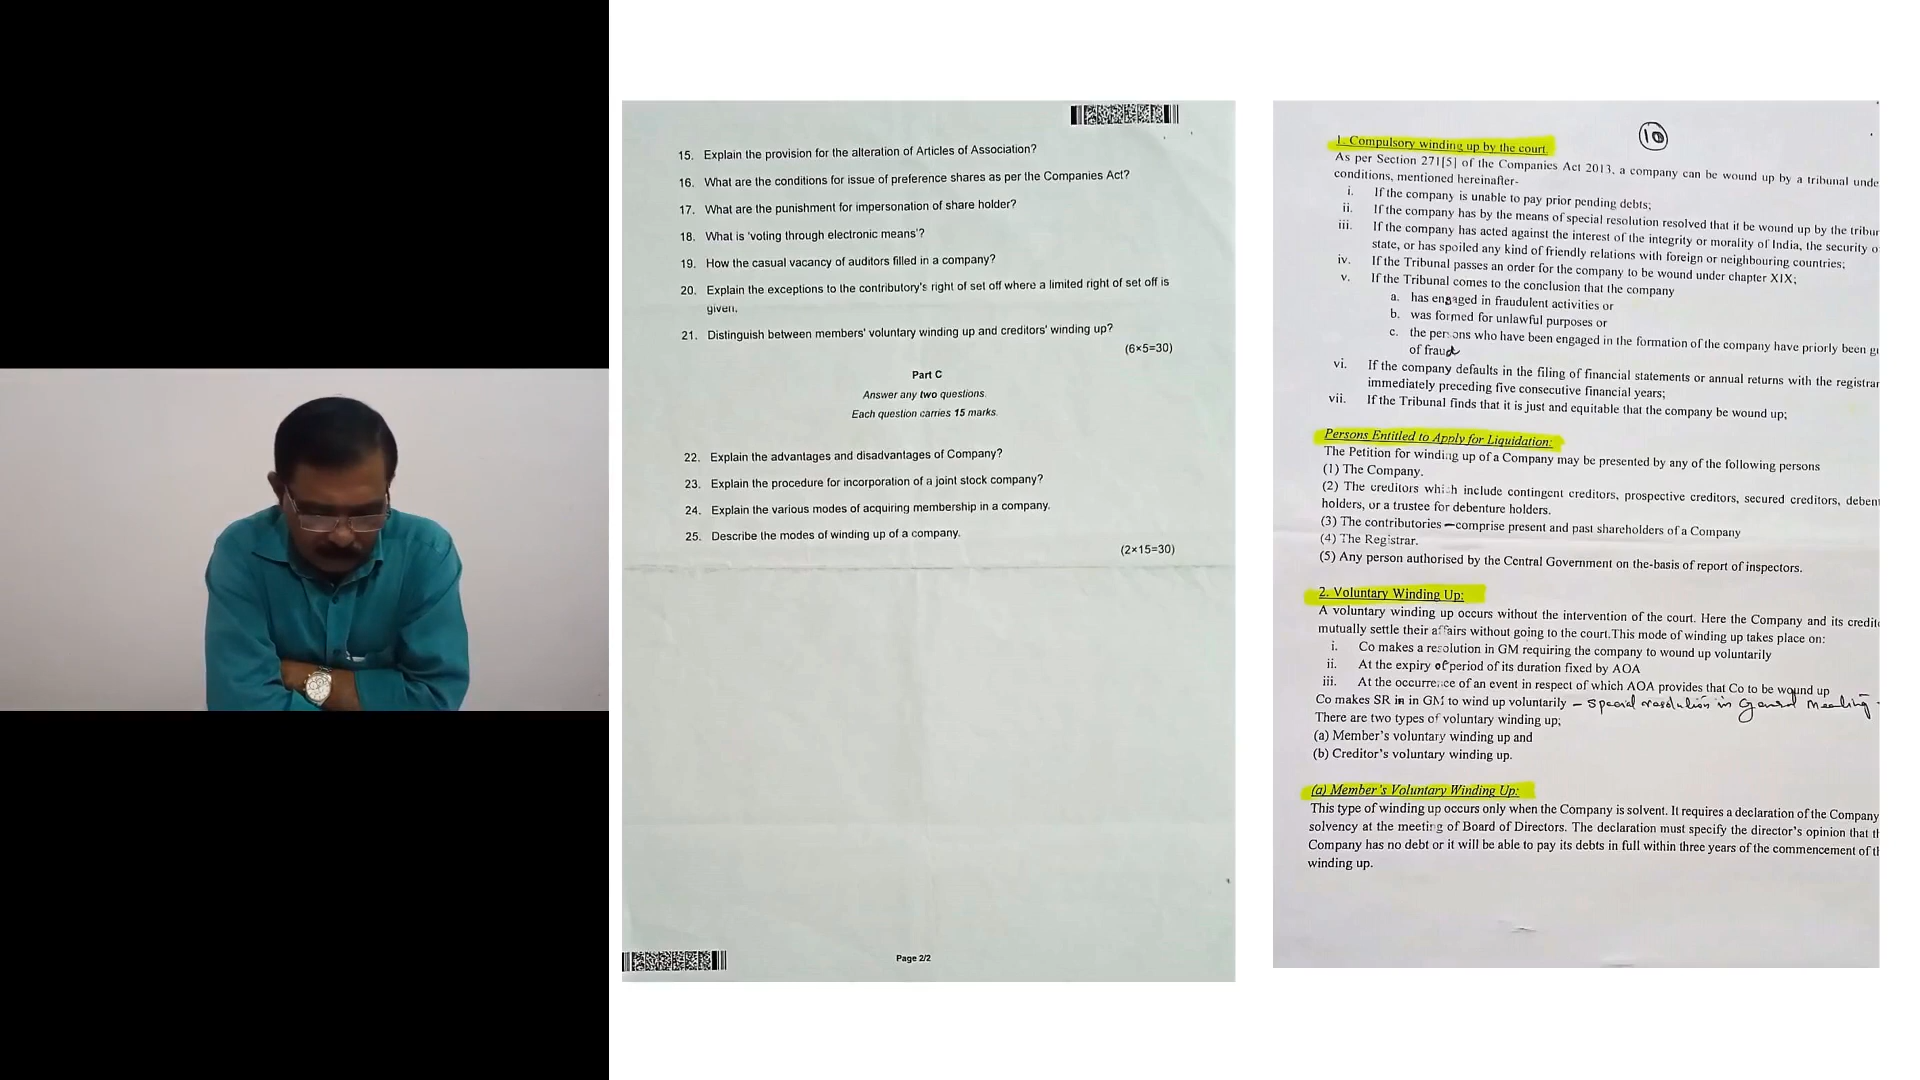 15. Explain the provision for the alteration of Articles of Association?
16. What are the conditions for issue of preference shares as per the Companies Act?
17. What are the punishment for impersonation of share holder?
18. What is 'voting through electronic means'?
19. How the casual vacancy of auditors filled in a company?
20. Explain the exceptions to the contributory's right of set off where a limited right of set off is
given.
21. Distinguish between members' voluntary winding up and creditors' winding up?
(6×5=30)
Part C
Answer any two questions.
Each question carries 15 marks.
22. Explain the advantages and disadvantages of Company?
23. Explain the procedure for incorporation of a joint stock company?
24. Explain the various modes of acquiring membership in a company.
25. Describe the modes of winding up of a company.
(2×15=30)
Page 2/2
10
1. Compulsory winding up by the court.
As per Section 271[5] of the Companies Act 2013, a company can be wound up by a tribunal unde
conditions, mentioned hereinafter-
i. If the company is unable to pay prior pending debts;
ii. If the company has by the means of special resolution resolved that it be wound up by the tribun
iii. If the company has acted against the interest of the integrity or morality of India, the security o
state, or has spoiled any kind of friendly relations with foreign or neighbouring countries;
iv. If the Tribunal passes an order for the company to be wound under chapter XIX;
v. If the Tribunal comes to the conclusion that the company
a. has engaged in fraudulent activities or
b. was formed for unlawful purposes or
c. the persons who have been engaged in the formation of the company have priorly been gu
of fraud
vi. If the company defaults in the filing of financial statements or annual returns with the registrar
immediately preceding five consecutive financial years;
vii. If the Tribunal finds that it is just and equitable that the company be wound up;
Persons Entitled to Apply for Liquidation:
The Petition for winding up of a Company may be presented by any of the following persons
(1) The Company.
(2) The creditors which include contingent creditors, prospective creditors, secured creditors, deben
holders, or a trustee for debenture holders.
(3) The contributories – comprise present and past shareholders of a Company
(4) The Registrar.
(5) Any person authorised by the Central Government on the-basis of report of inspectors.
2. Voluntary Winding Up:
A voluntary winding up occurs without the intervention of the court. Here the Company and its credit
mutually settle their affairs without going to the court. This mode of winding up takes place on:
i. Co makes a resolution in GM requiring the company to wound up voluntarily
ii. At the expiry of period of its duration fixed by AOA
iii. At the occurrence of an event in respect of which AOA provides that Co to be wound up
Co makes SR in in GM to wind up voluntarily – Special resolution in General Meeting
There are two types of voluntary winding up;
(a) Member's voluntary winding up and
(b) Creditor's voluntary winding up.
(a) Member's Voluntary Winding Up:
This type of winding up occurs only when the Company is solvent. It requires a declaration of the Company
solvency at the meeting of Board of Directors. The declaration must specify the director's opinion that th
Company has no debt or it will be able to pay its debts in full within three years of the commencement of th
winding up.